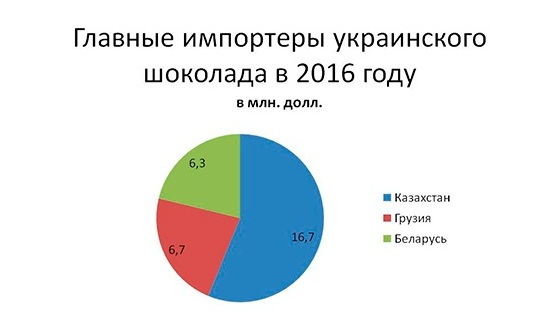 Главные импортеры украинского
шоколада в 2016 году
в млн. долл.
6,3
16,7
6,7
Казахстан
Грузия
Беларусь